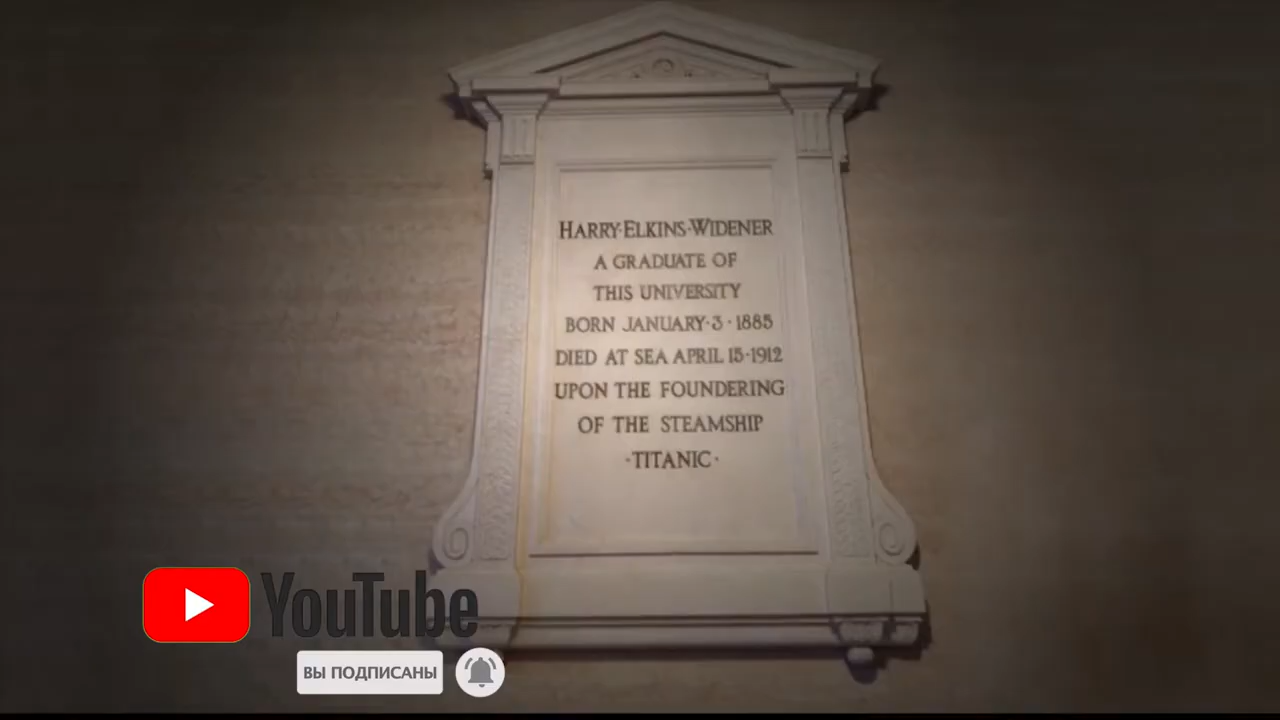 HARRY·ELKINS·WIDENER
A GRADUATE OF
THIS UNIVERSITY
BORN JANUARY·3·1885
DIED AT SEA APRIL 15·1912
UPON THE FOUNDERING
OF THE STEAMSHIP
·TITANIC·
YouTube
ВЫ ПОДПИСАНЫ